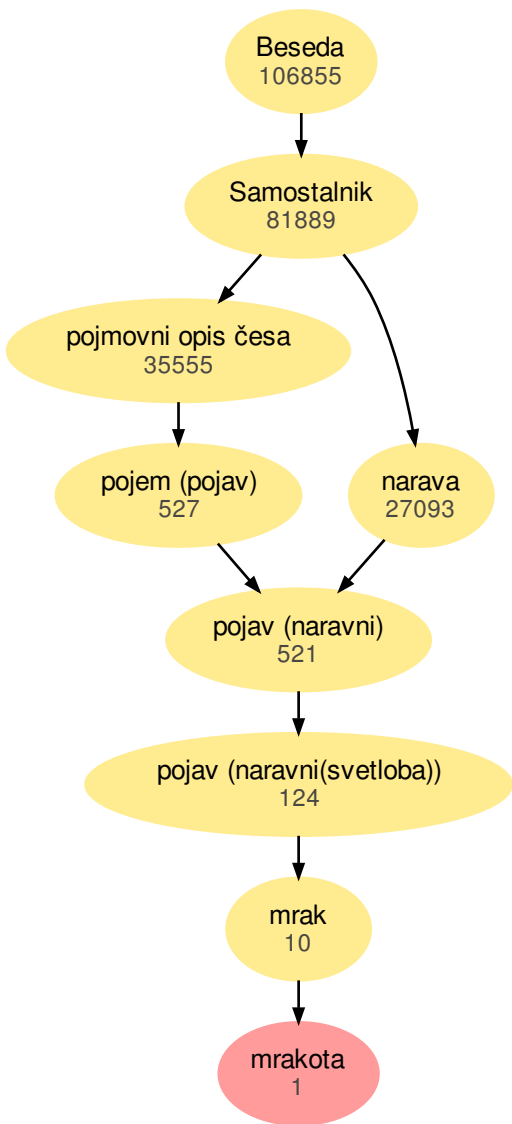 Beseda
106855
Samostalnik
81889
pojmovni opis česa
35555
pojem (pojav)
527
narava
27093
pojav (naravni)
521
pojav (naravni(svetloba))
124
mrak
10
mrakota
1